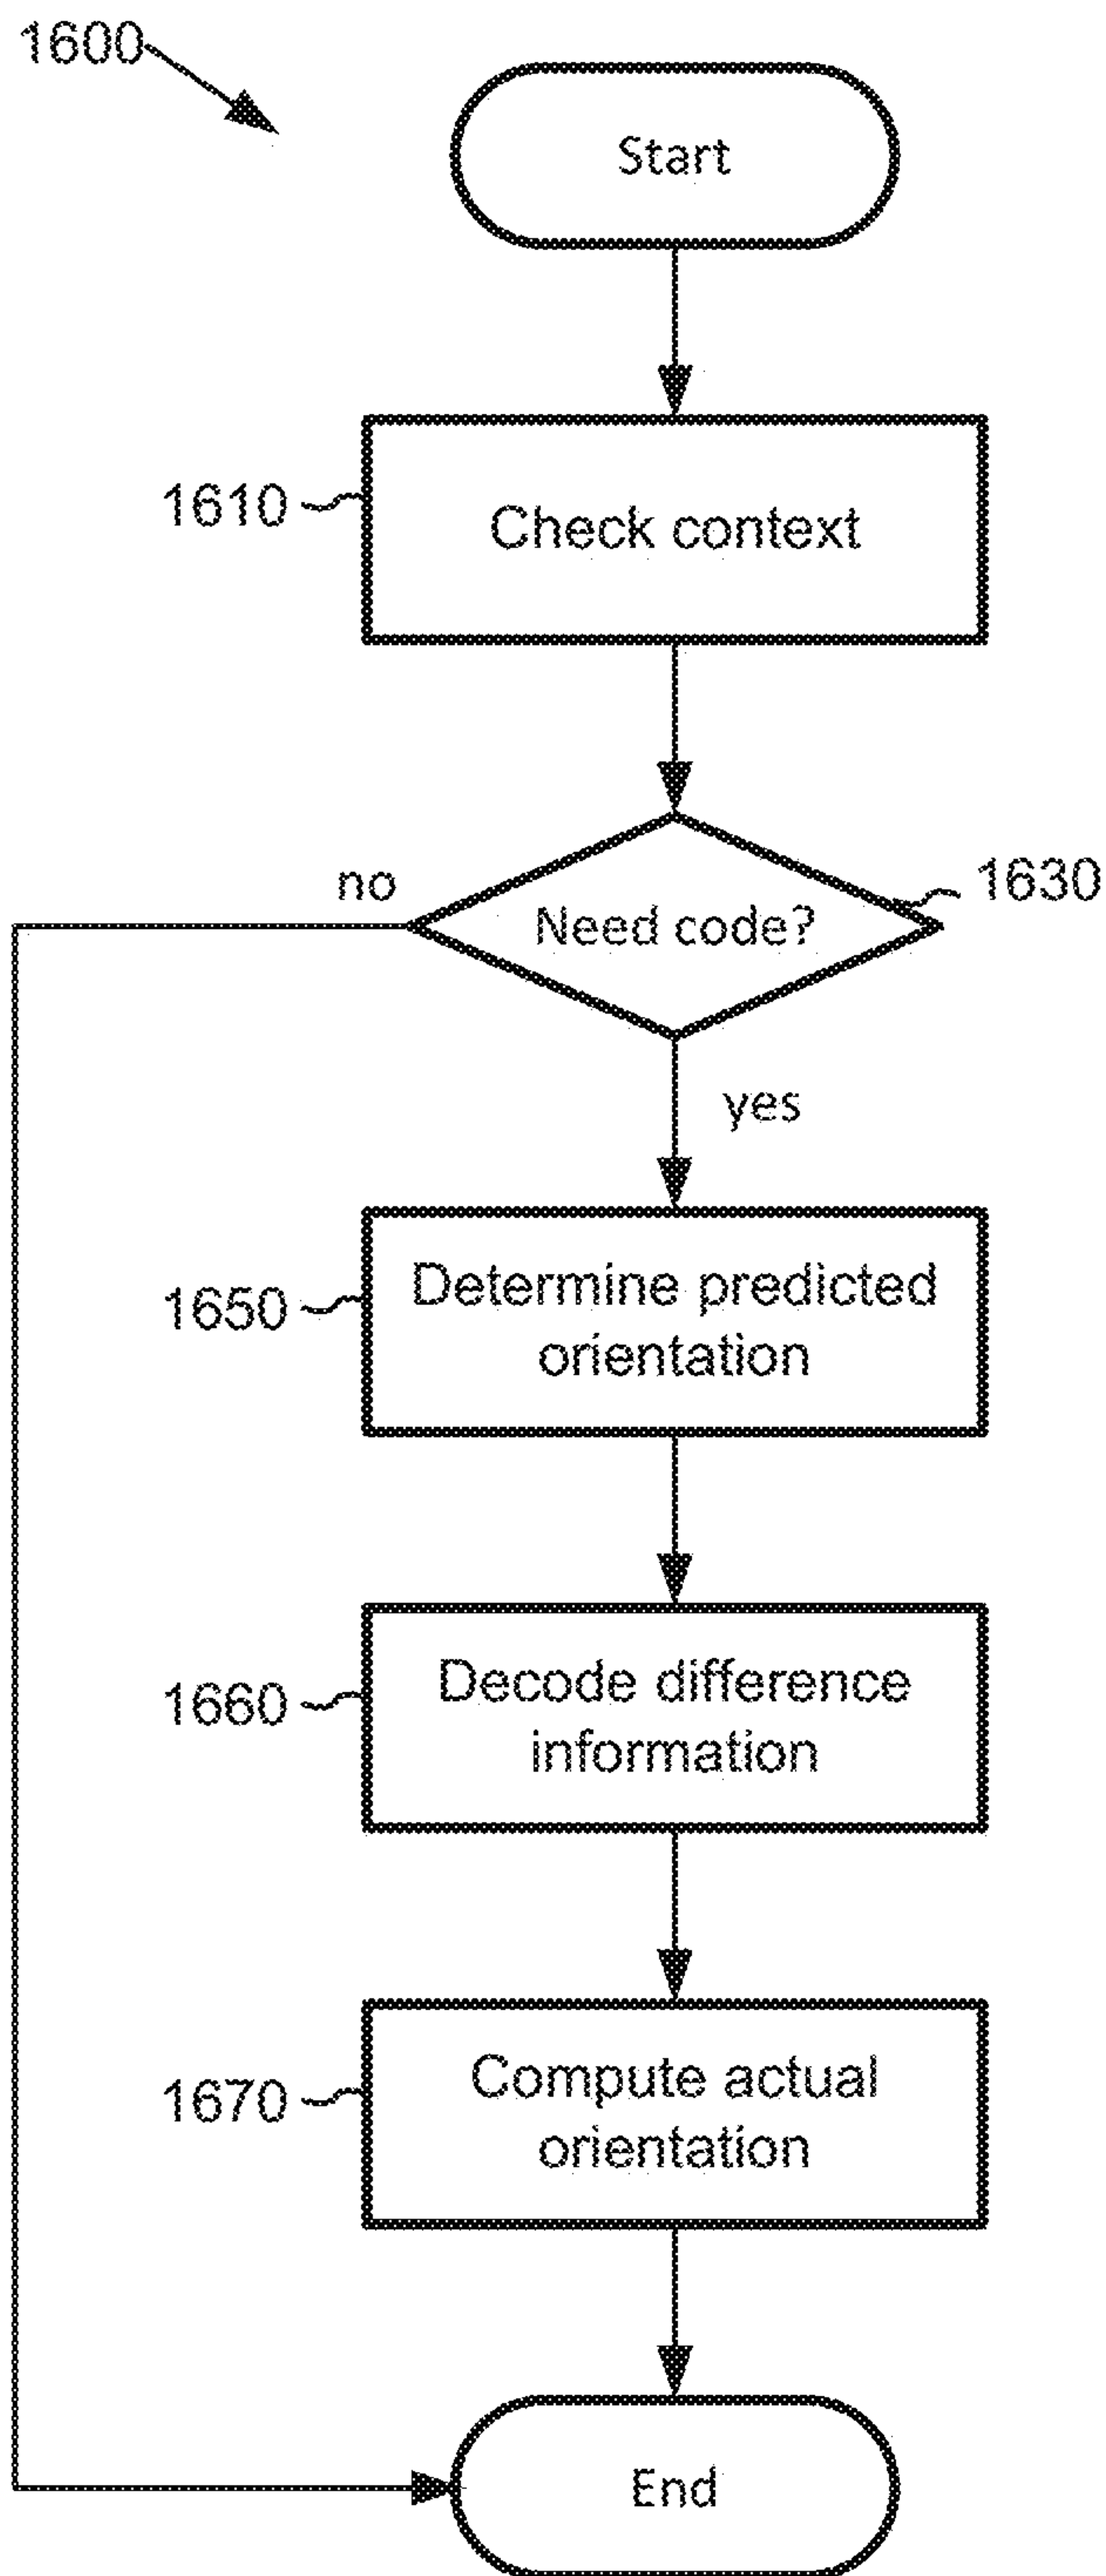 1600
Start
1610
Check context
no
1630
Need code?
yes
1650
Determine predicted
orientation
1660
Decode difference
information
1670
Compute actual
orientation
End